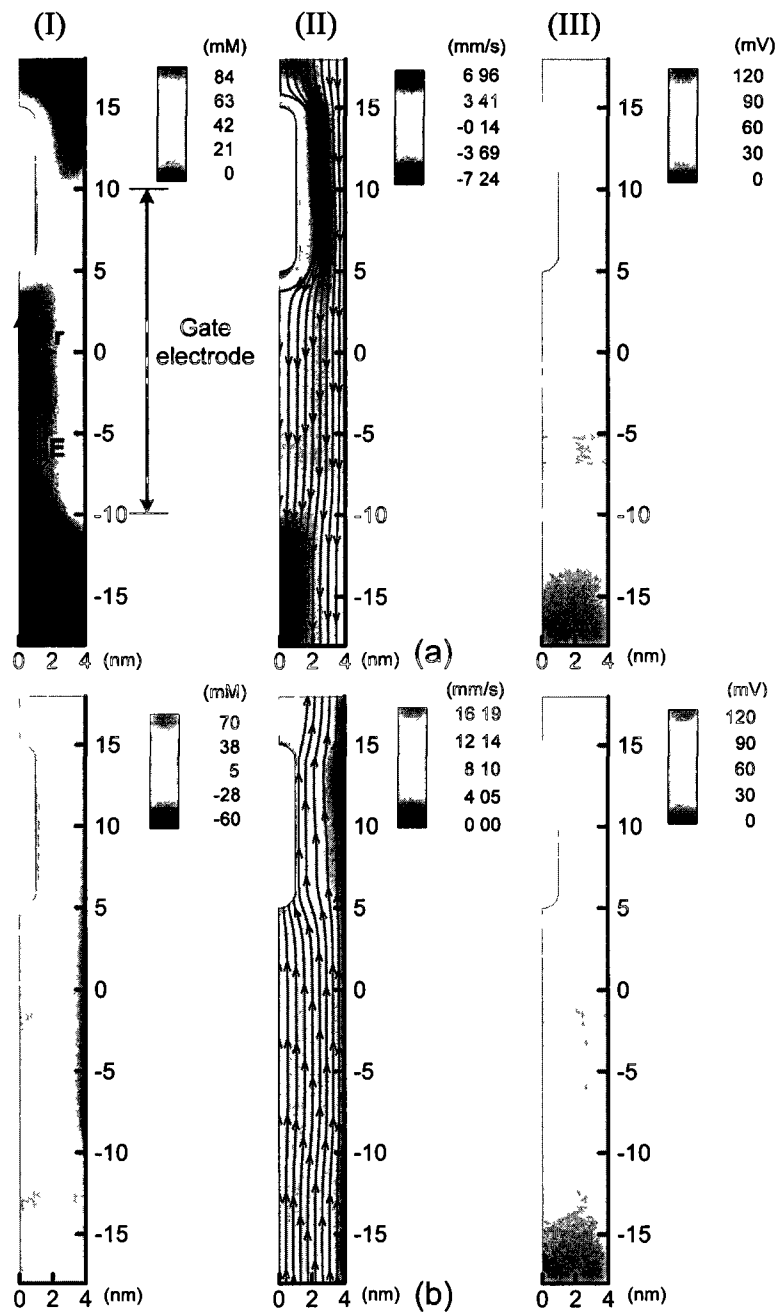 (I) (II) (III)
(mM) (mm/s) (mV)
84 6 96 120
63 3 41 90
42 -0 14 60
21 -3 69 30
0 -7 24 0
15 15 15
10 10 10
5 5 5
r
Gate
electrode
0 0 0
E
-5 -5 -5
-10 -10 -10
-15 -15 -15
0 2 4 (nm) 0 2 4 (nm) 0 2 4 (nm)
(a)
(mM) (mm/s) (mV)
70 16 19 120
38 12 14 90
5 8 10 60
-28 4 05 30
-60 0 00 0
15 15 15
10 10 10
5 5 5
0 0 0
-5 -5 -5
-10 -10 -10
-15 -15 -15
0 2 4 (nm) 0 2 4 (nm) 0 2 4 (nm)
(b)